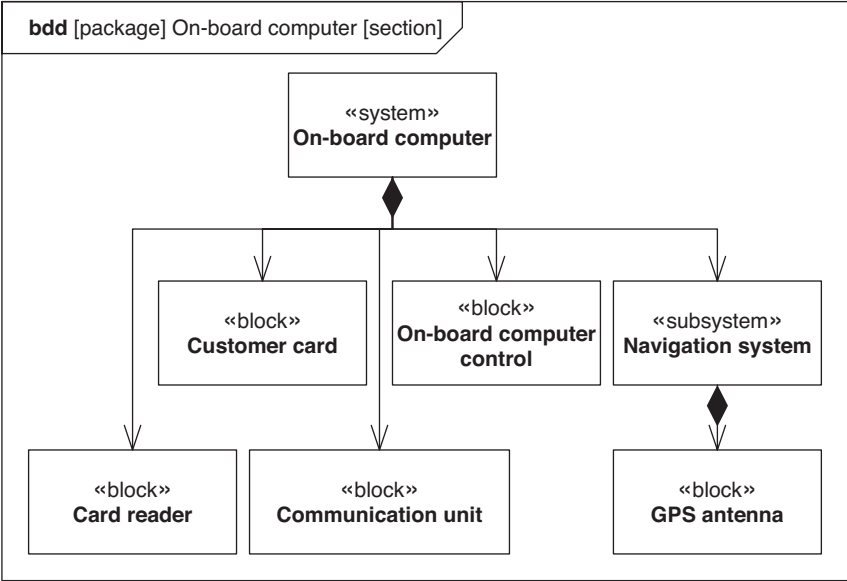 bdd [package] On-board computer [section]
«system»
On-board computer
«block»
Customer card
«block»
On-board computer
control
«subsystem»
Navigation system
«block»
Card reader
«block»
Communication unit
«block»
GPS antenna